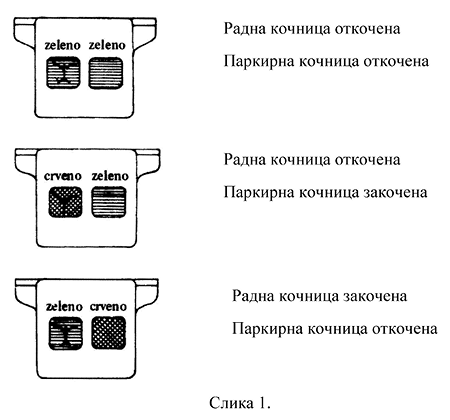 zeleno zeleno
Радна кочница откочена
Паркирна кочница откочена
crveno zeleno
Радна кочница откочена
Паркирна кочница закочена
zeleno crveno
Радна кочница закочена
Паркирна кочница откочена
Слика 1.